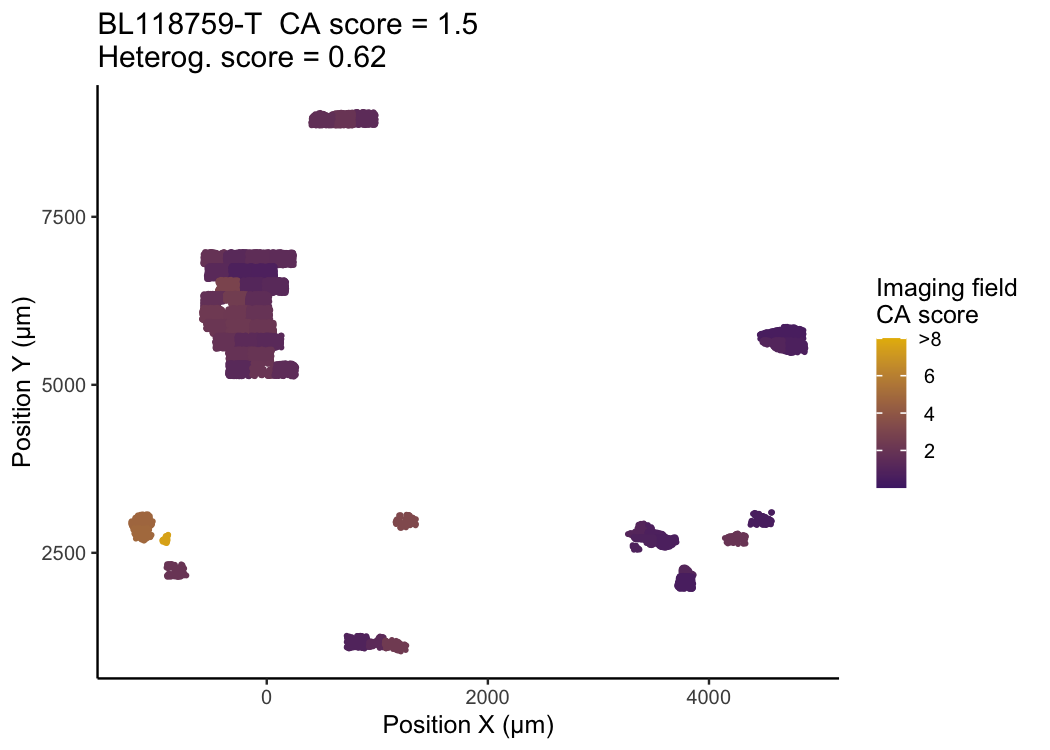 BL118759-T  CA score = 1.5
Heterog. score = 0.62
Position Y (µm)
7500
5000
2500
0
2000
4000
Position X (µm)
Imaging field
CA score
>8
6
4
2